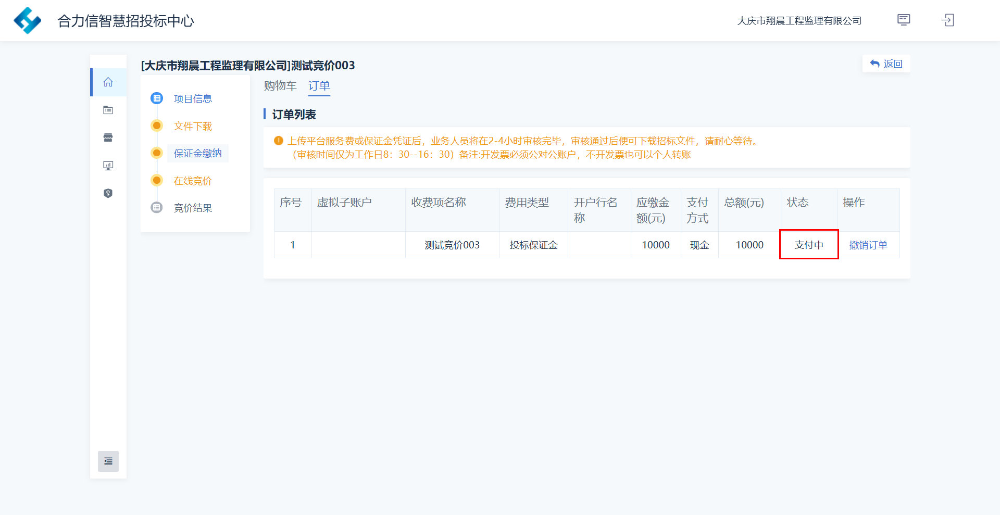 合力信智慧招投标中心
大庆市翔晨工程监理有限公司
[大庆市翔晨工程监理有限公司]测试竞价003
返回
项目信息
文件下载
保证金缴纳
在线竞价
竞价结果
购物车 订单
订单列表
上传平台服务费或保证金凭证后，业务人员将在2-4小时审核完毕，审核通过后便可下载招标文件，请耐心等待。
（审核时间仅为工作日8：30--16：30）备注:开发票必须公对公账户，不开发票也可以个人转账
序号 虚拟子账户 收费项名称 费用类型 开户行名称 应缴金额(元) 支付方式 总额(元) 状态 操作
1 测试竞价003 投标保证金 10000 现金 10000 支付中 撤销订单